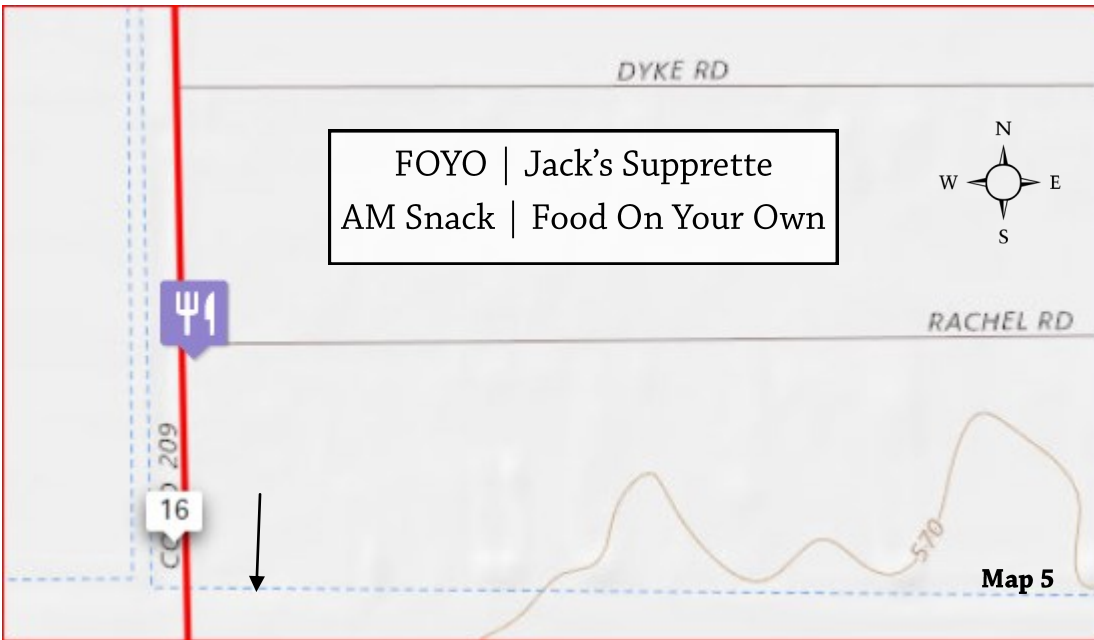 DYKE RD
FOYO | Jack's Supprette
AM Snack | Food On Your Own
N
W E
S
RACHEL RD
209
16
570
Map 5